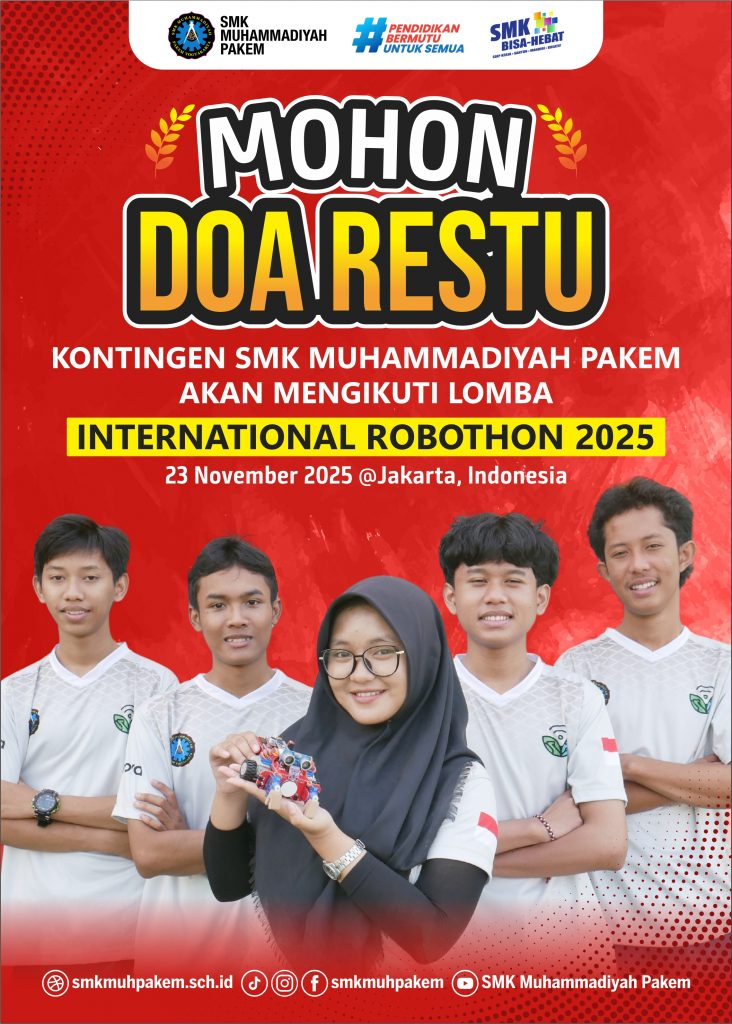 SMK
MUHAMMADIYAH
PAKEM
#PENDIDIKAN
BERMUTU
UNTUK SEMUA
SMK
BISA-HEBAT
MOHON
DOA RESTU
KONTINGEN SMK MUHAMMADIYAH PAKEM
AKAN MENGIKUTI LOMBA
INTERNATIONAL ROBOTHON 2025
23 November 2025 @Jakarta, Indonesia
smkmuhpakem.sch.id smkmuhpakem SMK Muhammadiyah Pakem